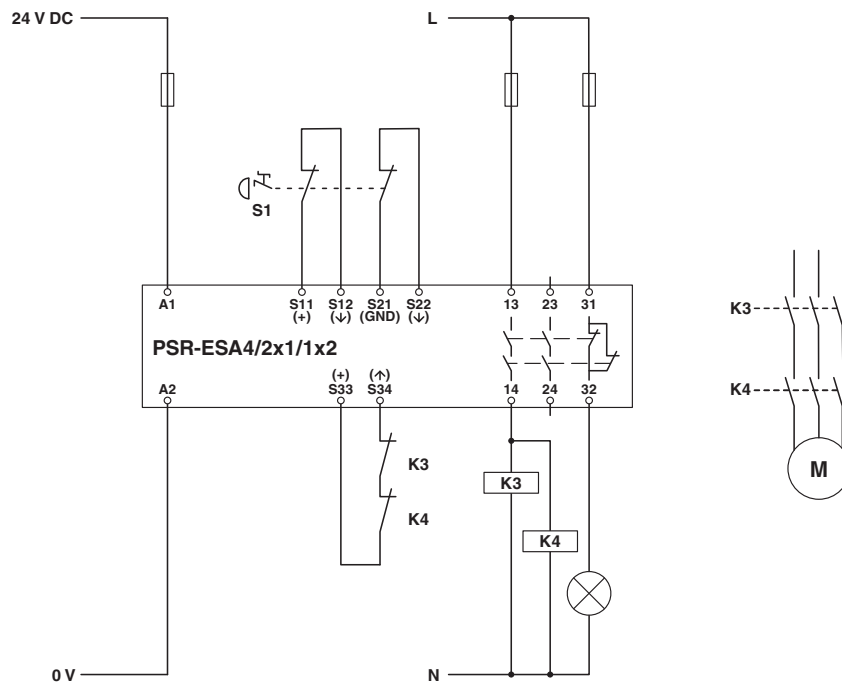 24 V DC
L
S1
A1
S11
(+)
S12
(↓)
S21
(GND)
S22
(↓)
13
23
31
PSR-ESA4/2x1/1x2
A2
(+)
S33
(↑)
S34
14
24
32
K3
K4
K3
K4
K3
K4
M
0 V
N